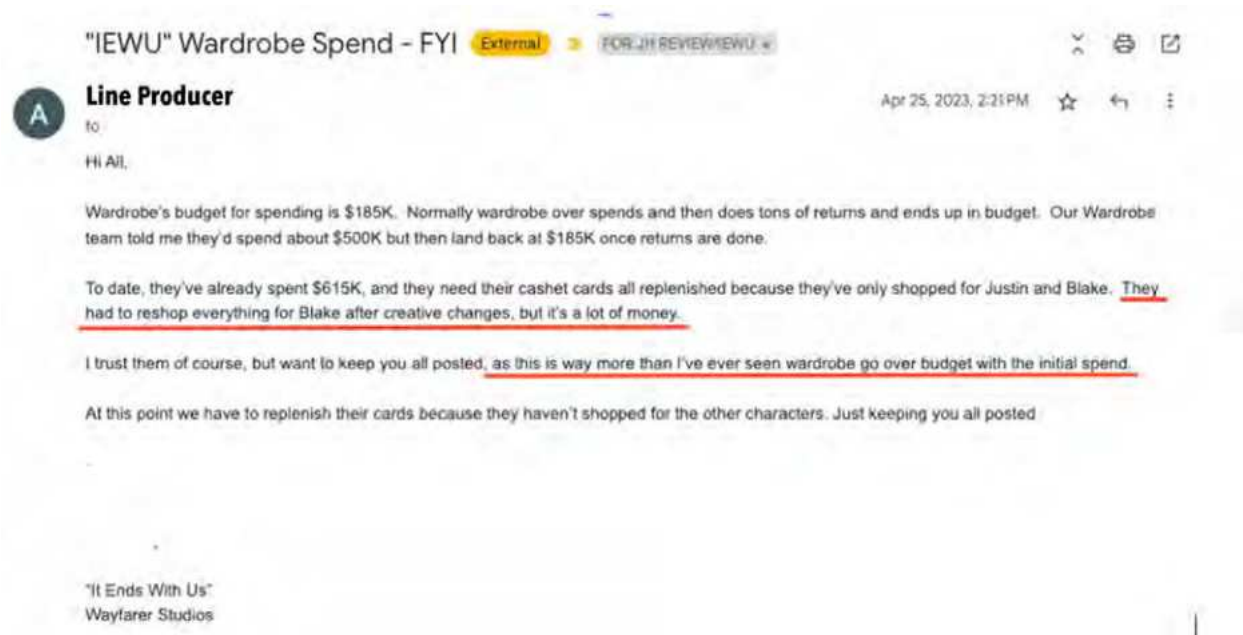 "IEWU" Wardrobe Spend - FYI External FOR JH REVIEW/IEWU
A
Line Producer
Apr 25, 2023, 2:21 PM
to
Hi All,
Wardrobe's budget for spending is $185K. Normally wardrobe over spends and then does tons of returns and ends up in budget. Our Wardrobe
team told me they'd spend about $500K but then land back at $185K once returns are done.
To date, they've already spent $615K, and they need their cashet cards all replenished because they've only shopped for Justin and Blake. They
had to reshop everything for Blake after creative changes, but it's a lot of money.
I trust them of course, but want to keep you all posted, as this is way more than I've ever seen wardrobe go over budget with the initial spend.
At this point we have to replenish their cards because they haven't shopped for the other characters. Just keeping you all posted
"It Ends With Us"
Wayfarer Studios